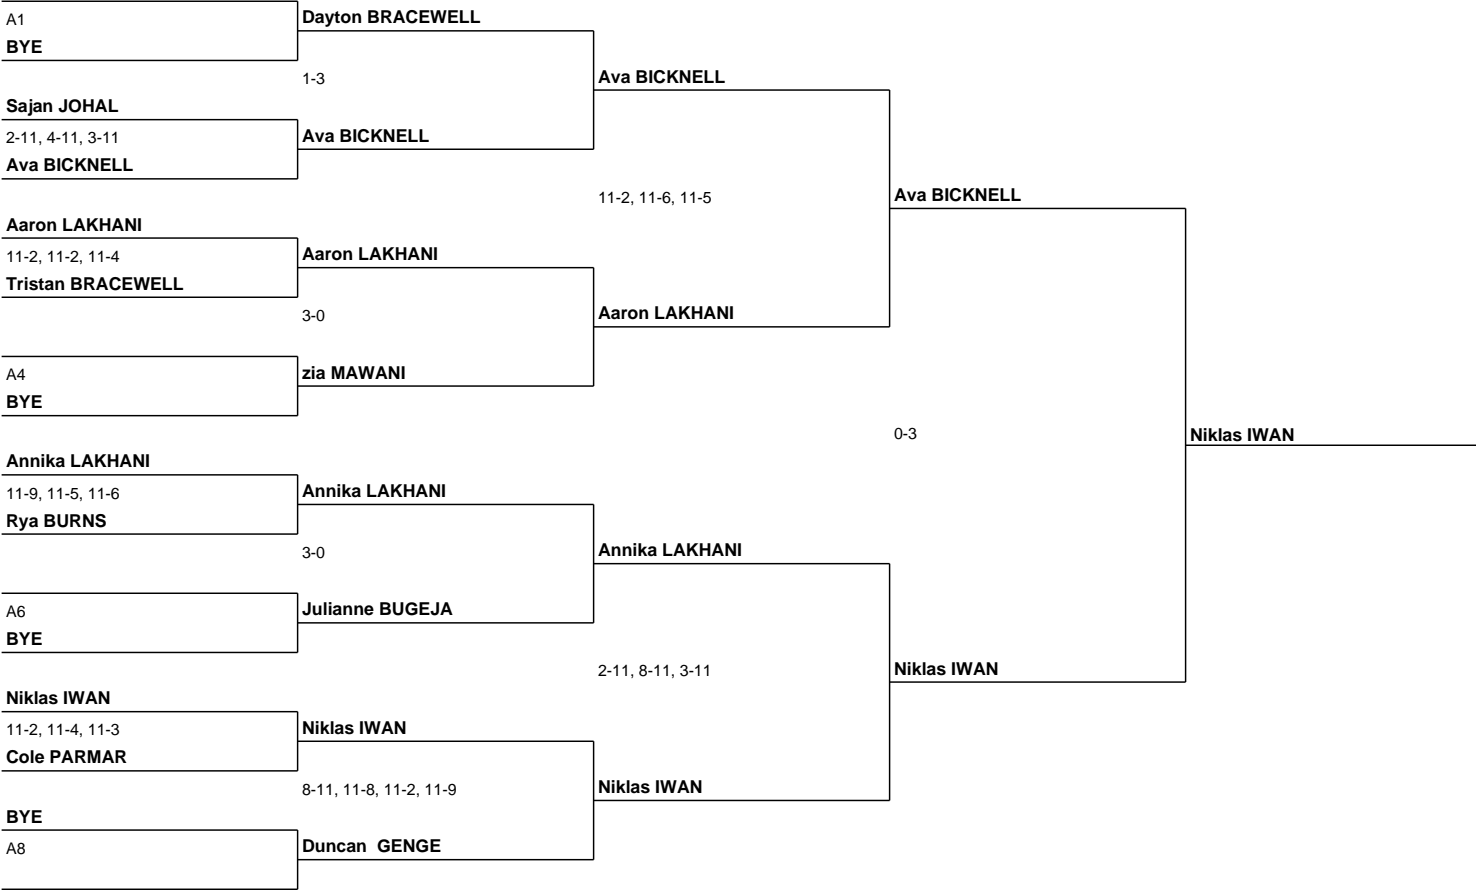 A1
BYE
Dayton BRACEWELL
1-3
Sajan JOHAL
2-11, 4-11, 3-11
Ava BICKNELL
Ava BICKNELL
Ava BICKNELL
11-2, 11-6, 11-5
Aaron LAKHANI
11-2, 11-2, 11-4
Tristan BRACEWELL
Aaron LAKHANI
3-0
A4
BYE
zia MAWANI
Aaron LAKHANI
Ava BICKNELL
0-3
Niklas IWAN
Annika LAKHANI
11-9, 11-5, 11-6
Rya BURNS
Annika LAKHANI
3-0
A6
BYE
Julianne BUGEJA
Annika LAKHANI
2-11, 8-11, 3-11
Niklas IWAN
Niklas IWAN
11-2, 11-4, 11-3
Cole PARMAR
Niklas IWAN
8-11, 11-8, 11-2, 11-9
BYE
A8
Duncan  GENGE
Niklas IWAN